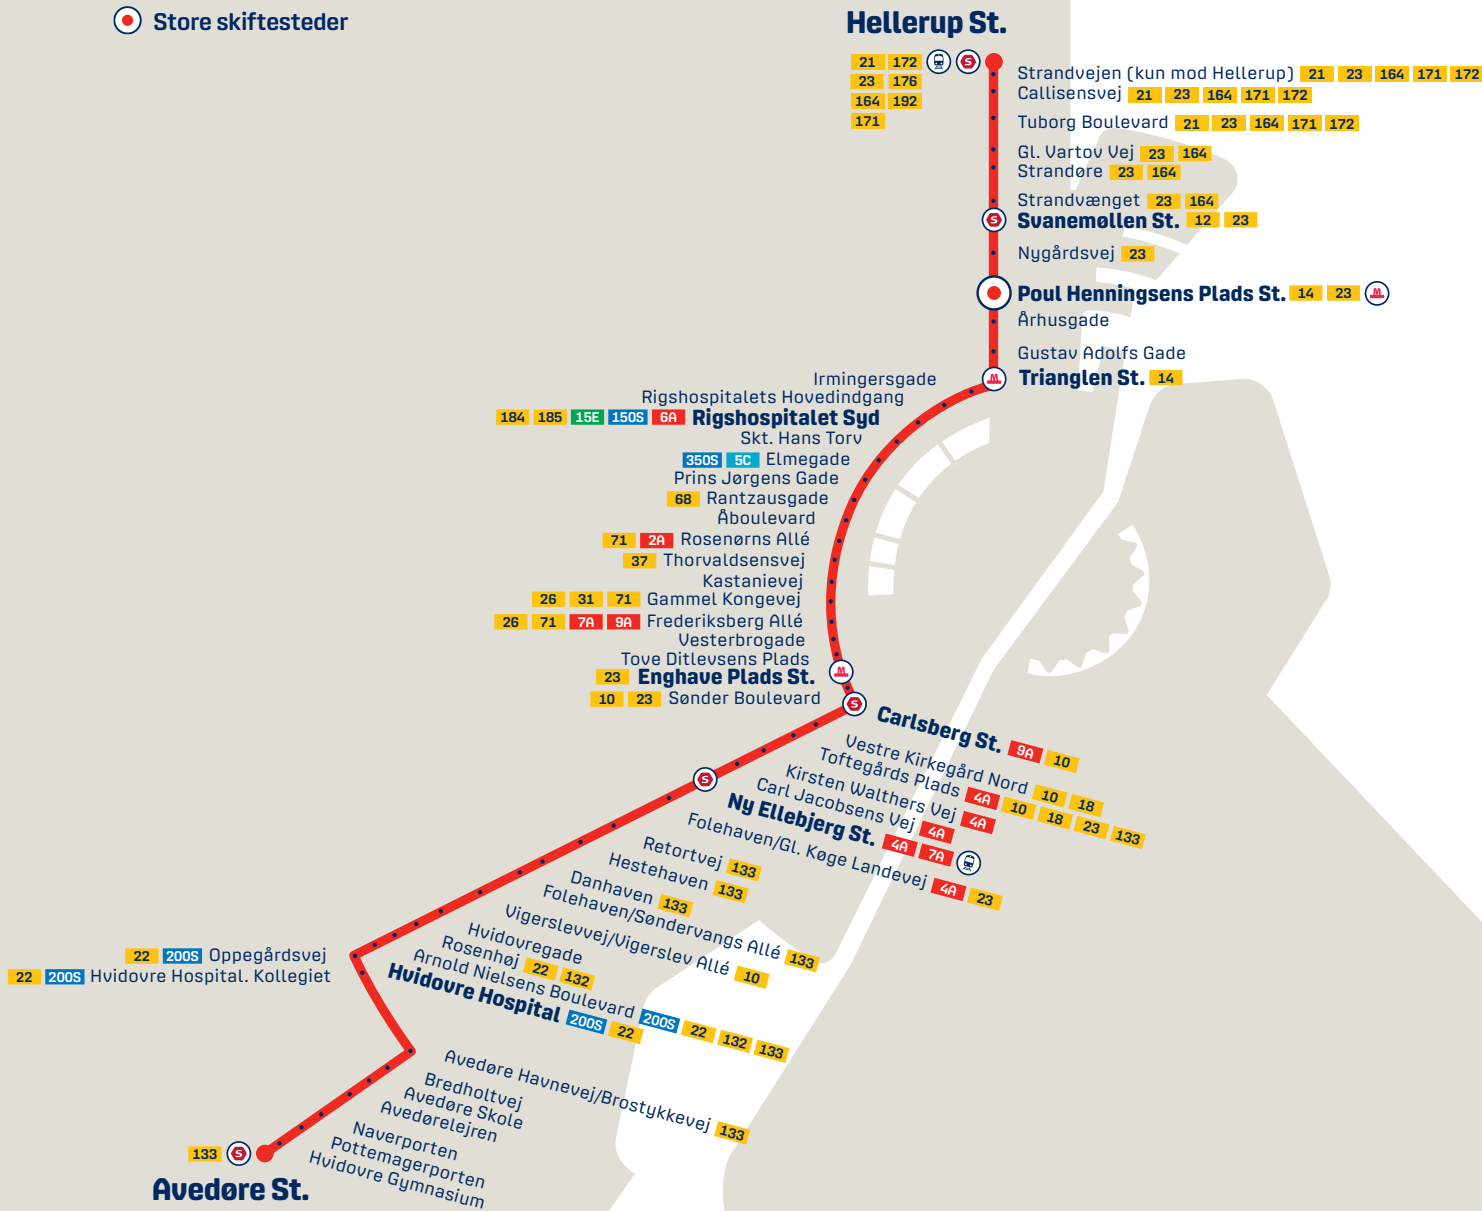 Store skiftesteder
Hellerup St.
21 172
23 176
164 192
171
Strandvejen (kun mod Hellerup) 21 23 164 171 172
Callisensvej 21 23 164 171 172
Tuborg Boulevard 21 23 164 171 172
Gl. Vartov Vej 23 164
Strandøre 23 164
Strandvænget 23 164
S Svanemøllen St. 12 23
Nygårdsvej 23
Poul Henningsens Plads St. 14 23 M
Århusgade
Gustav Adolfs Gade
M Trianglen St. 14
Irmingersgade
Rigshospitalets Hovedindgang
184 185 15E 150S 6A Rigshospitalet Syd
Skt. Hans Torv
350S 5C Elmegade
Prins Jørgens Gade
68 Rantzausgade
Åboulevard
71 2A Rosenørns Allé
37 Thorvaldsensvej
Kastanievej
26 31 71 Gammel Kongevej
26 71 7A 9A Frederiksberg Allé
Vesterbrogade
Tove Ditlevsens Plads
23 Enghave Plads St. M
10 23 Sønder Boulevard
S Carlsberg St. 9A 10
Vestre Kirkegård Nord 10 18
Toftegårds Plads 4A 10 18 23 133
Kirsten Walthers Vej 4A
Carl Jacobsens Vej 4A
S Ny Ellebjerg St. 4A 7A
Folehaven/Gl. Køge Landevej 4A 23
Retortvej 133
Hestehaven 133
Danhaven 133
Folehaven/Søndervangs Allé 133
Vigerslevvej/Vigerslev Allé 10
Hvidovregade
Rosenhøj 22 132
Arnold Nielsens Boulevard 200S 22 132 133
Hvidovre Hospital 200S 22
22 200S Oppegårdsvej
22 200S Hvidovre Hospital. Kollegiet
Avedøre Havnevej/Brostykkevej 133
Bredholtvej
Avedøre Skole
Avedørelejren
Naverporten
Pottemagerporten
Hvidovre Gymnasium
133 S
Avedøre St.